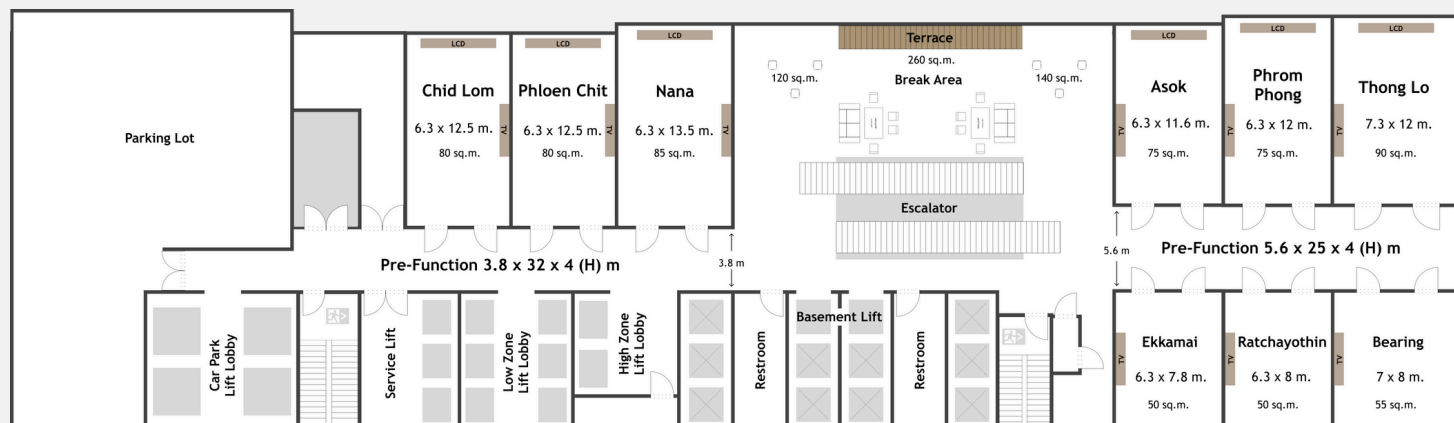 Parking Lot
LCD
Chid Lom
6.3 x 12.5 m.
80 sq.m.
TV
LCD
Phloen Chit
6.3 x 12.5 m.
80 sq.m.
TV
LCD
Nana
6.3 x 13.5 m.
85 sq.m.
TV
Terrace
260 sq.m.
Break Area
120 sq.m.
140 sq.m.
Escalator
LCD
Asok
6.3 x 11.6 m.
75 sq.m.
TV
LCD
Phrom
Phong
6.3 x 12 m.
75 sq.m.
TV
LCD
Thong Lo
7.3 x 12 m.
90 sq.m.
TV
Pre-Function 3.8 x 32 x 4 (H) m
3.8 m
5.6 m
Pre-Function 5.6 x 25 x 4 (H) m
Car Park
Lift Lobby
Service Lift
Low Zone
Lift Lobby
High Zone
Lift Lobby
Restroom
Basement Lift
Restroom
TV
Ekkamai
6.3 x 7.8 m.
50 sq.m.
TV
Ratchayothin
6.3 x 8 m.
50 sq.m.
TV
Bearing
7 x 8 m.
55 sq.m.